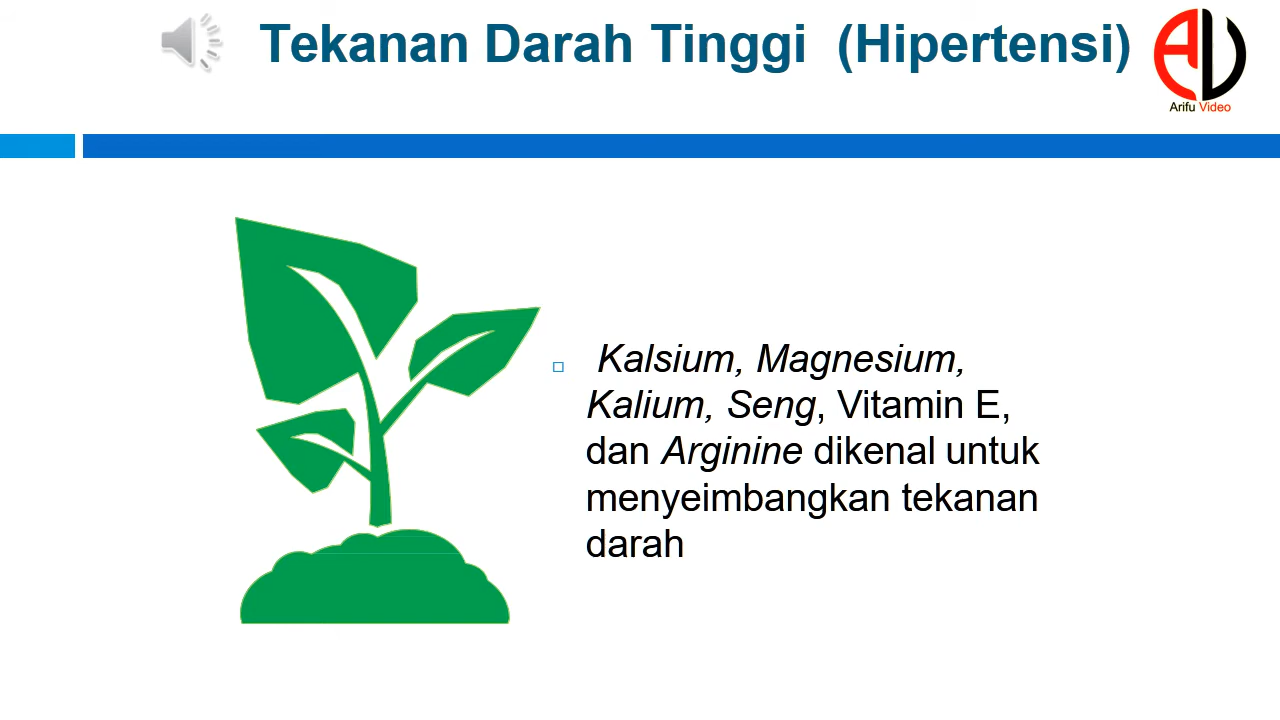 Tekanan Darah Tinggi (Hipertensi)
Arifu Video
Kalsium, Magnesium,
Kalium, Seng, Vitamin E,
dan Arginine dikenal untuk
menyeimbangkan tekanan
darah